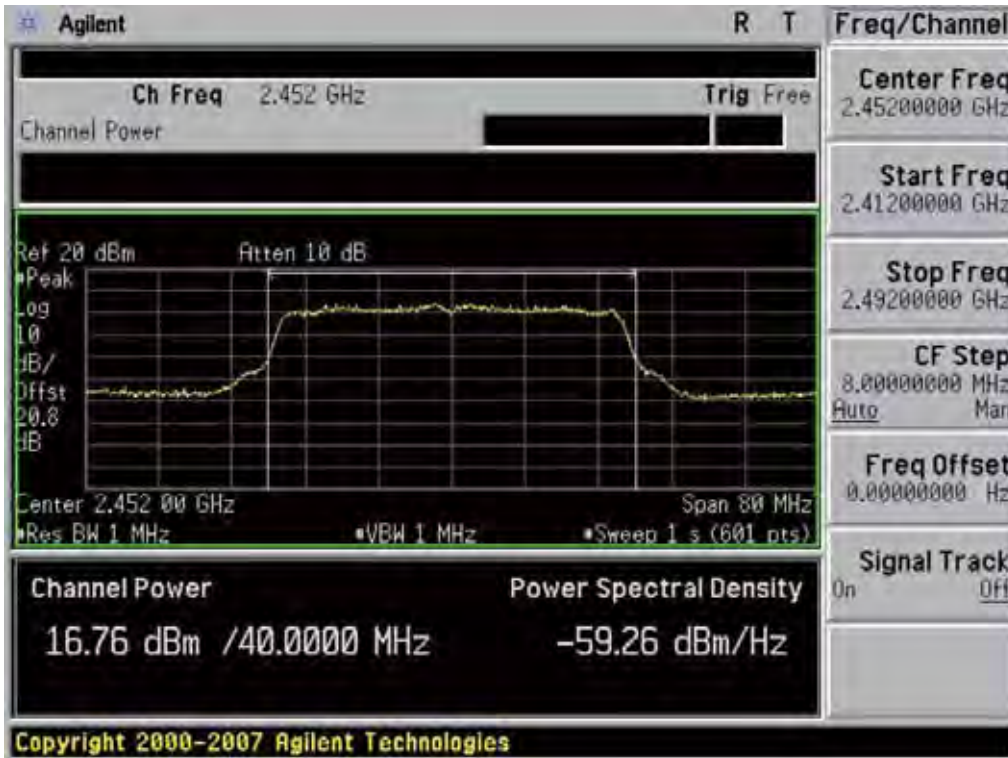 Agilent R T
Ch Freq 2.452 GHz Trig Free
Channel Power
Ref 20 dBm Atten 10 dB
Peak
Log
10
dB/
Offst
20.8
dB
Center 2.452 00 GHz Span 80 MHz
Res BW 1 MHz VBW 1 MHz Sweep 1 s (601 pts)
Channel Power Power Spectral Density
16.76 dBm /40.0000 MHz -59.26 dBm/Hz
Copyright 2000-2007 Agilent Technologies
Freq/Channel
Center Freq
2.45200000 GHz
Start Freq
2.41200000 GHz
Stop Freq
2.49200000 GHz
CF Step
8.00000000 MHz
Auto Man
Freq Offset
0.00000000 Hz
Signal Track
On Off